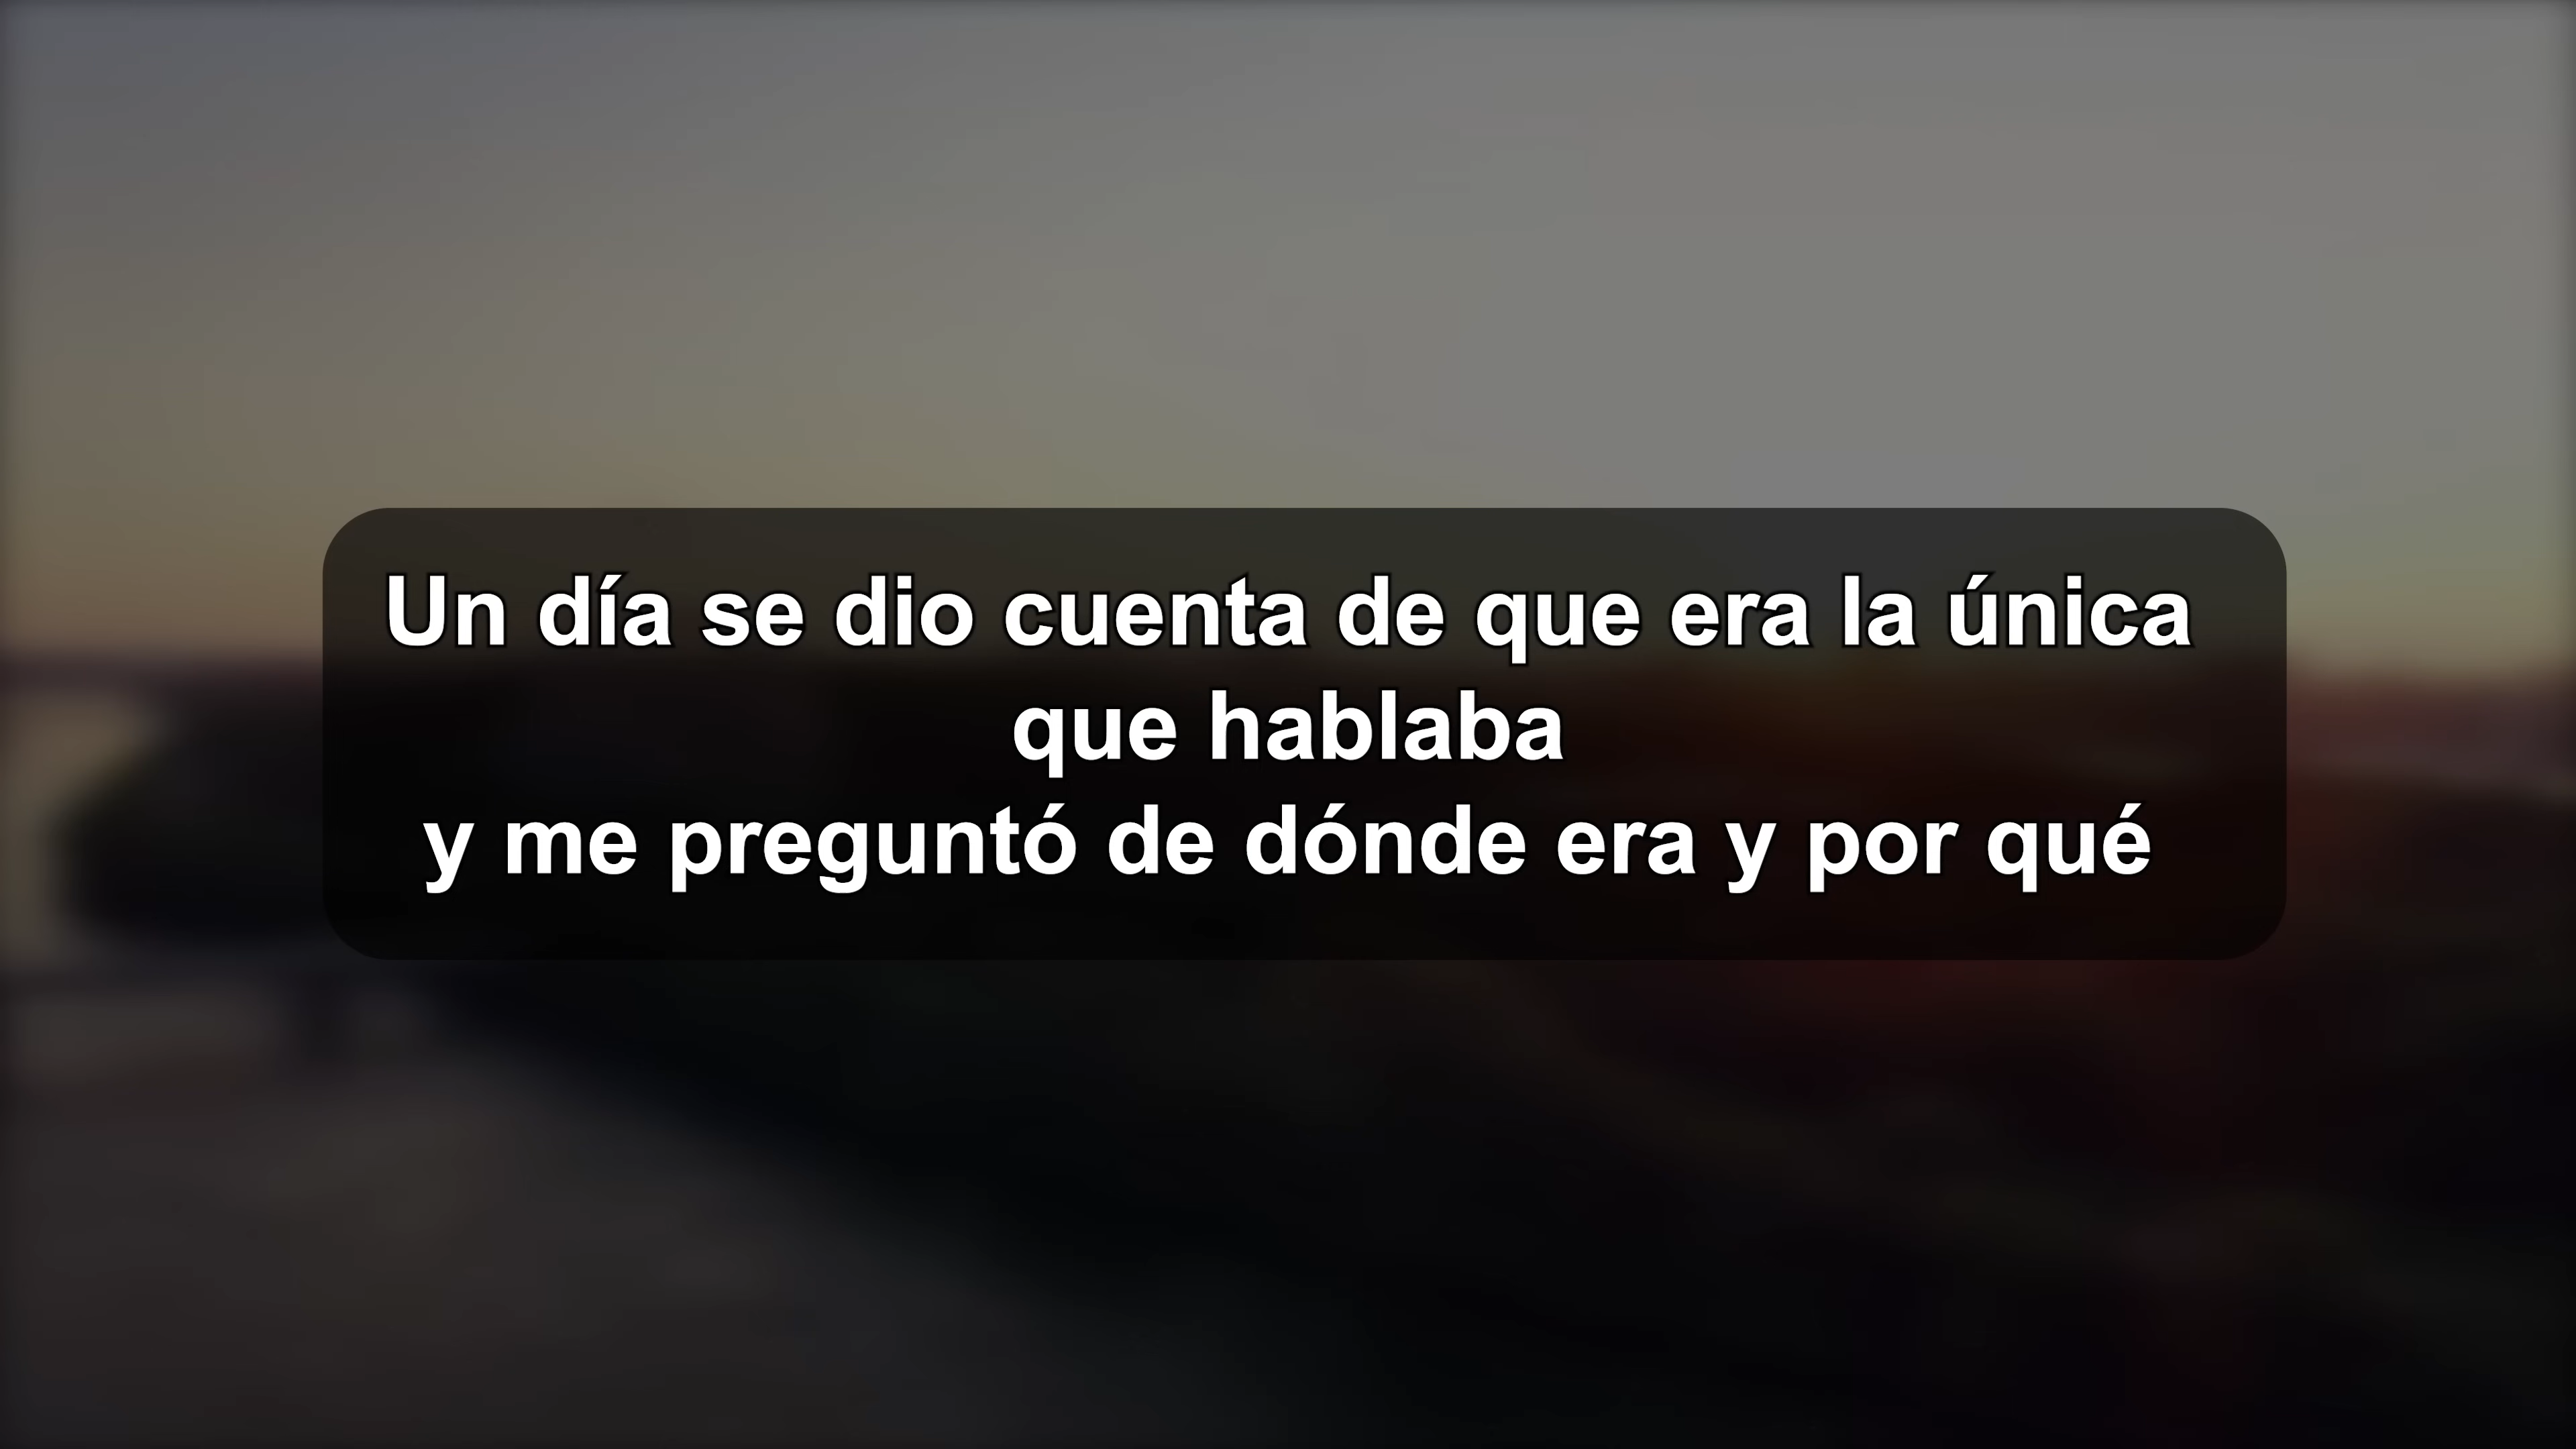 Un día se dio cuenta de que era la única
que hablaba
y me preguntó de dónde era y por qué